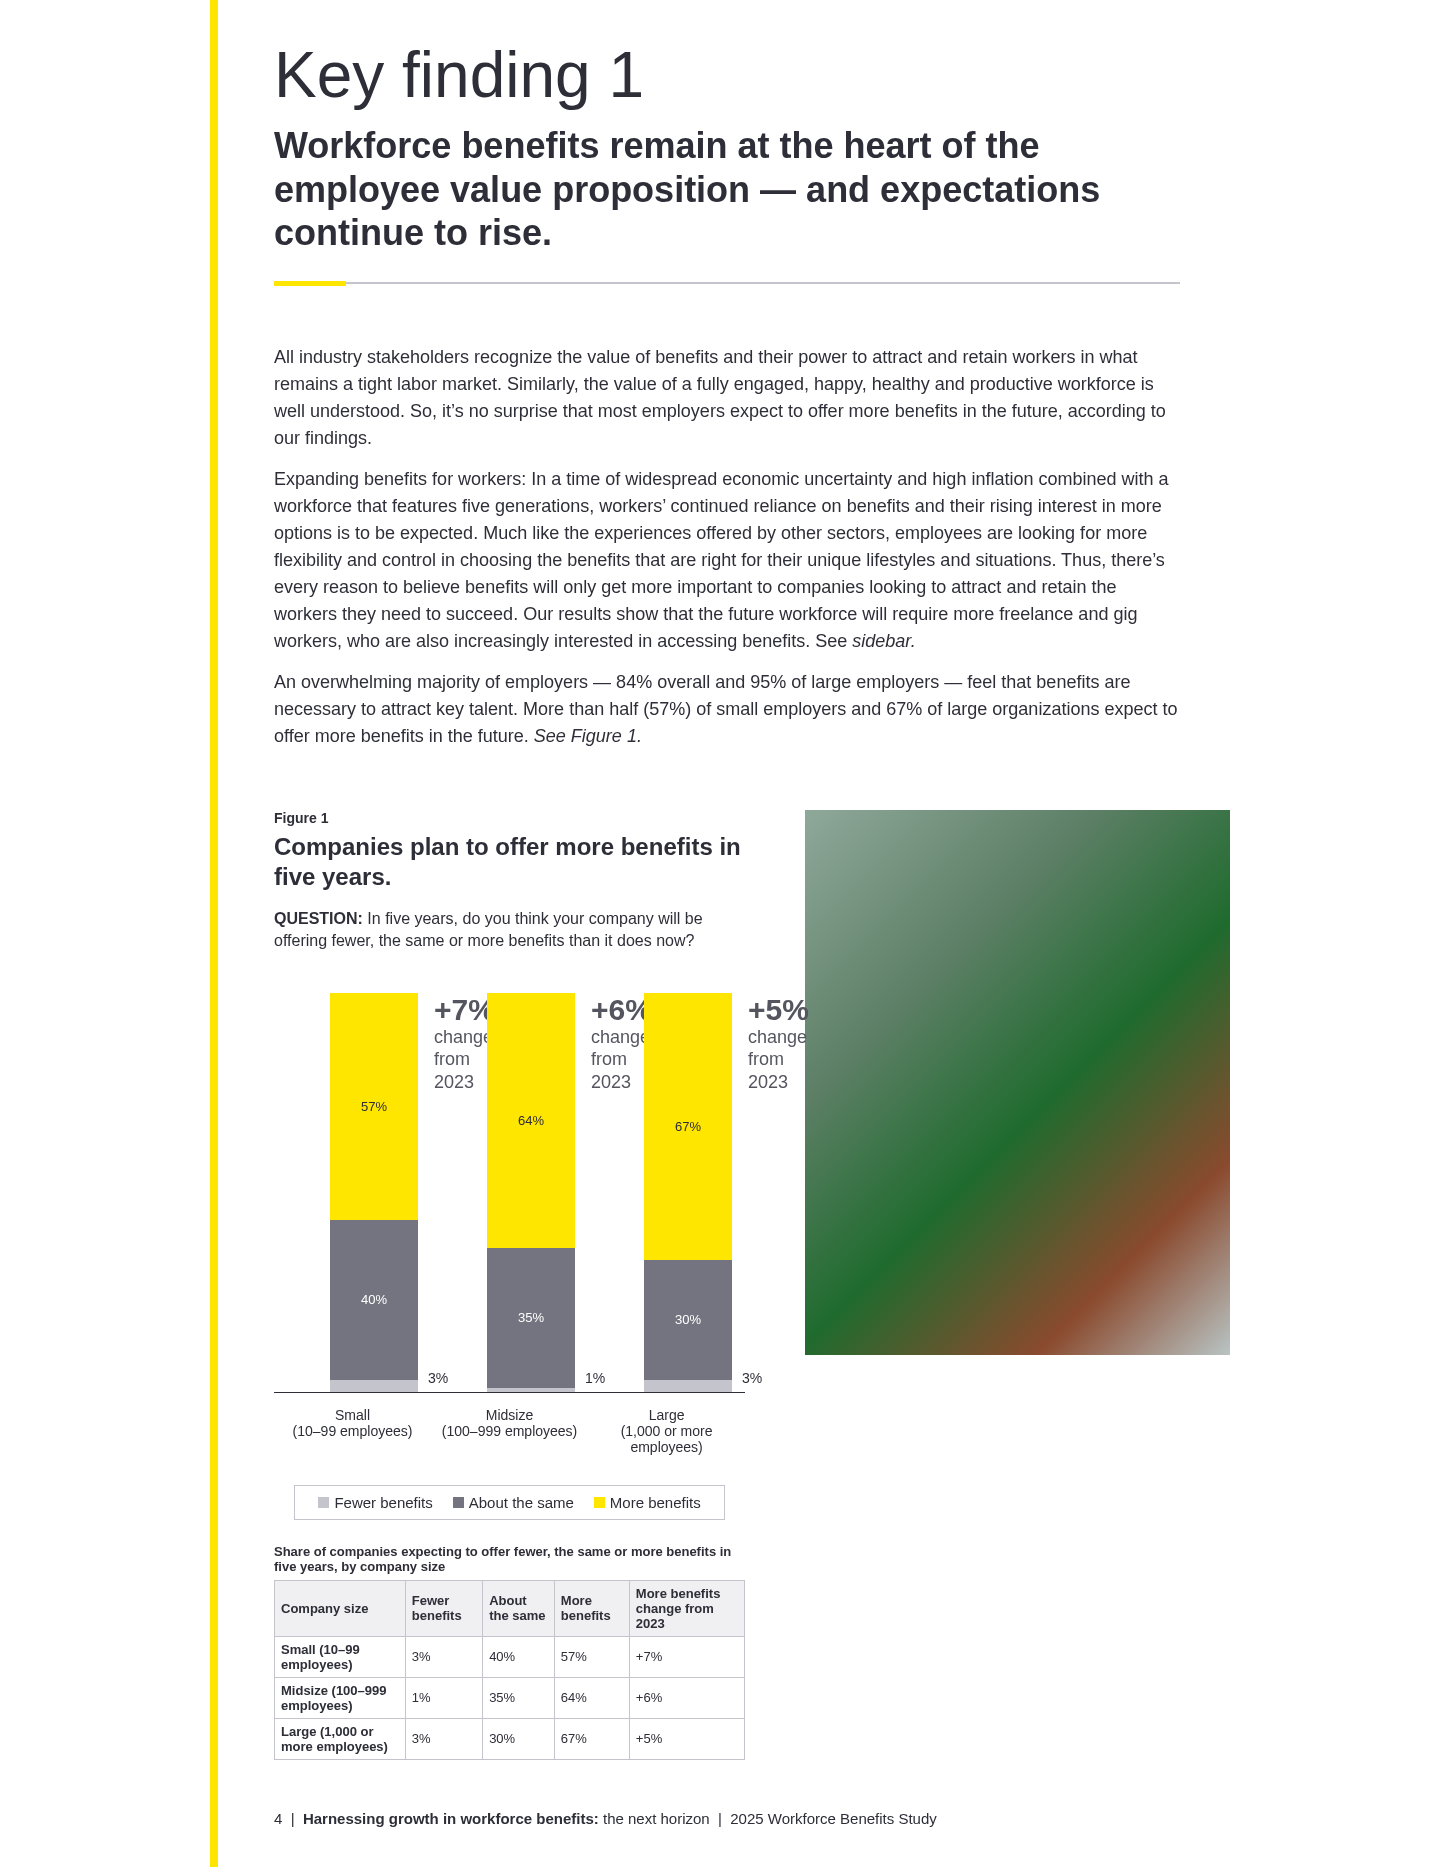 Key finding 1
Workforce benefits remain at the heart of the
employee value proposition — and expectations
continue to rise.
All industry stakeholders recognize the value of benefits and their power to attract and retain workers in what
remains a tight labor market. Similarly, the value of a fully engaged, happy, healthy and productive workforce is
well understood. So, it’s no surprise that most employers expect to offer more benefits in the future, according to
our findings.
Expanding benefits for workers: In a time of widespread economic uncertainty and high inflation combined with a
workforce that features five generations, workers’ continued reliance on benefits and their rising interest in more
options is to be expected. Much like the experiences offered by other sectors, employees are looking for more
flexibility and control in choosing the benefits that are right for their unique lifestyles and situations. Thus, there’s
every reason to believe benefits will only get more important to companies looking to attract and retain the
workers they need to succeed. Our results show that the future workforce will require more freelance and gig
workers, who are also increasingly interested in accessing benefits. See sidebar.
An overwhelming majority of employers — 84% overall and 95% of large employers — feel that benefits are
necessary to attract key talent. More than half (57%) of small employers and 67% of large organizations expect to
offer more benefits in the future. See Figure 1.
Figure 1
Companies plan to offer more benefits in
five years.
QUESTION: In five years, do you think your company will be
offering fewer, the same or more benefits than it does now?
57%
40%
3%
+7%
change
from
2023
64%
35%
1%
+6%
change
from
2023
67%
30%
3%
+5%
change
from
2023
Small
(10–99 employees)
Midsize
(100–999 employees)
Large
(1,000 or more
employees)
Fewer benefits About the same More benefits
Share of companies expecting to offer fewer, the same or more benefits in
five years, by company size
Company size Fewer benefits About the same More benefits More benefits change from 2023
Small (10–99 employees) 3% 40% 57% +7%
Midsize (100–999 employees) 1% 35% 64% +6%
Large (1,000 or more employees) 3% 30% 67% +5%
4 | Harnessing growth in workforce benefits: the next horizon | 2025 Workforce Benefits Study